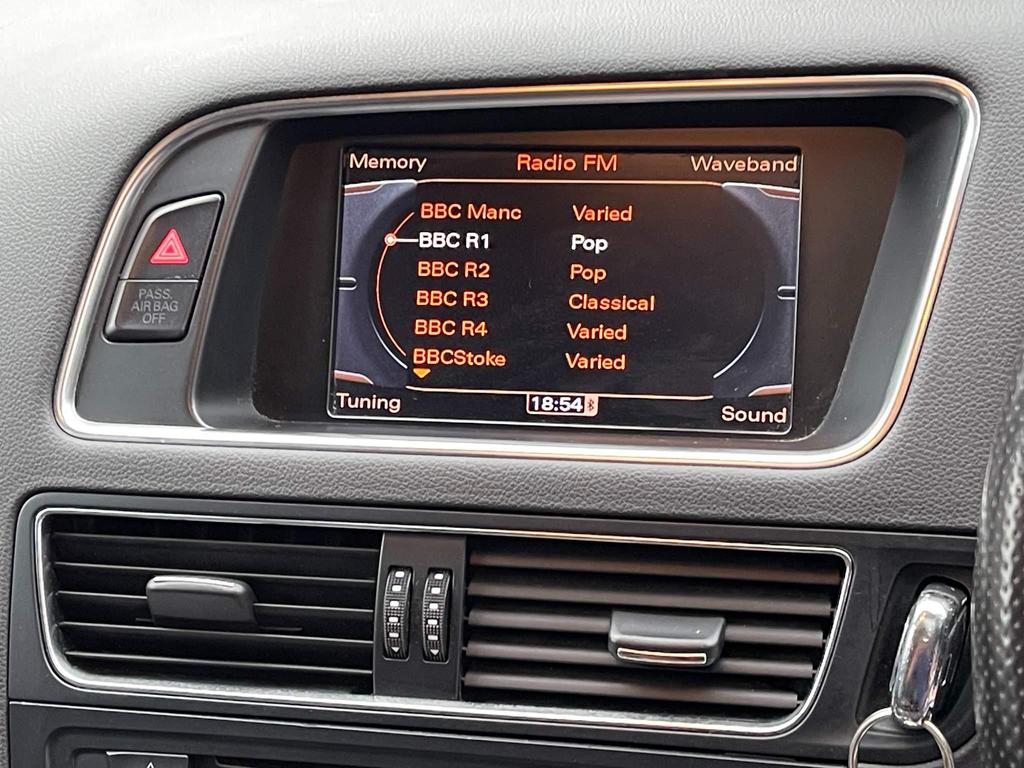 Memory Radio FM Waveband
BBC Manc Varied
BBC R1 Pop
BBC R2 Pop
BBC R3 Classical
BBC R4 Varied
BBCStoke Varied
Tuning 18:54 Sound
PASS.
AIR BAG
OFF